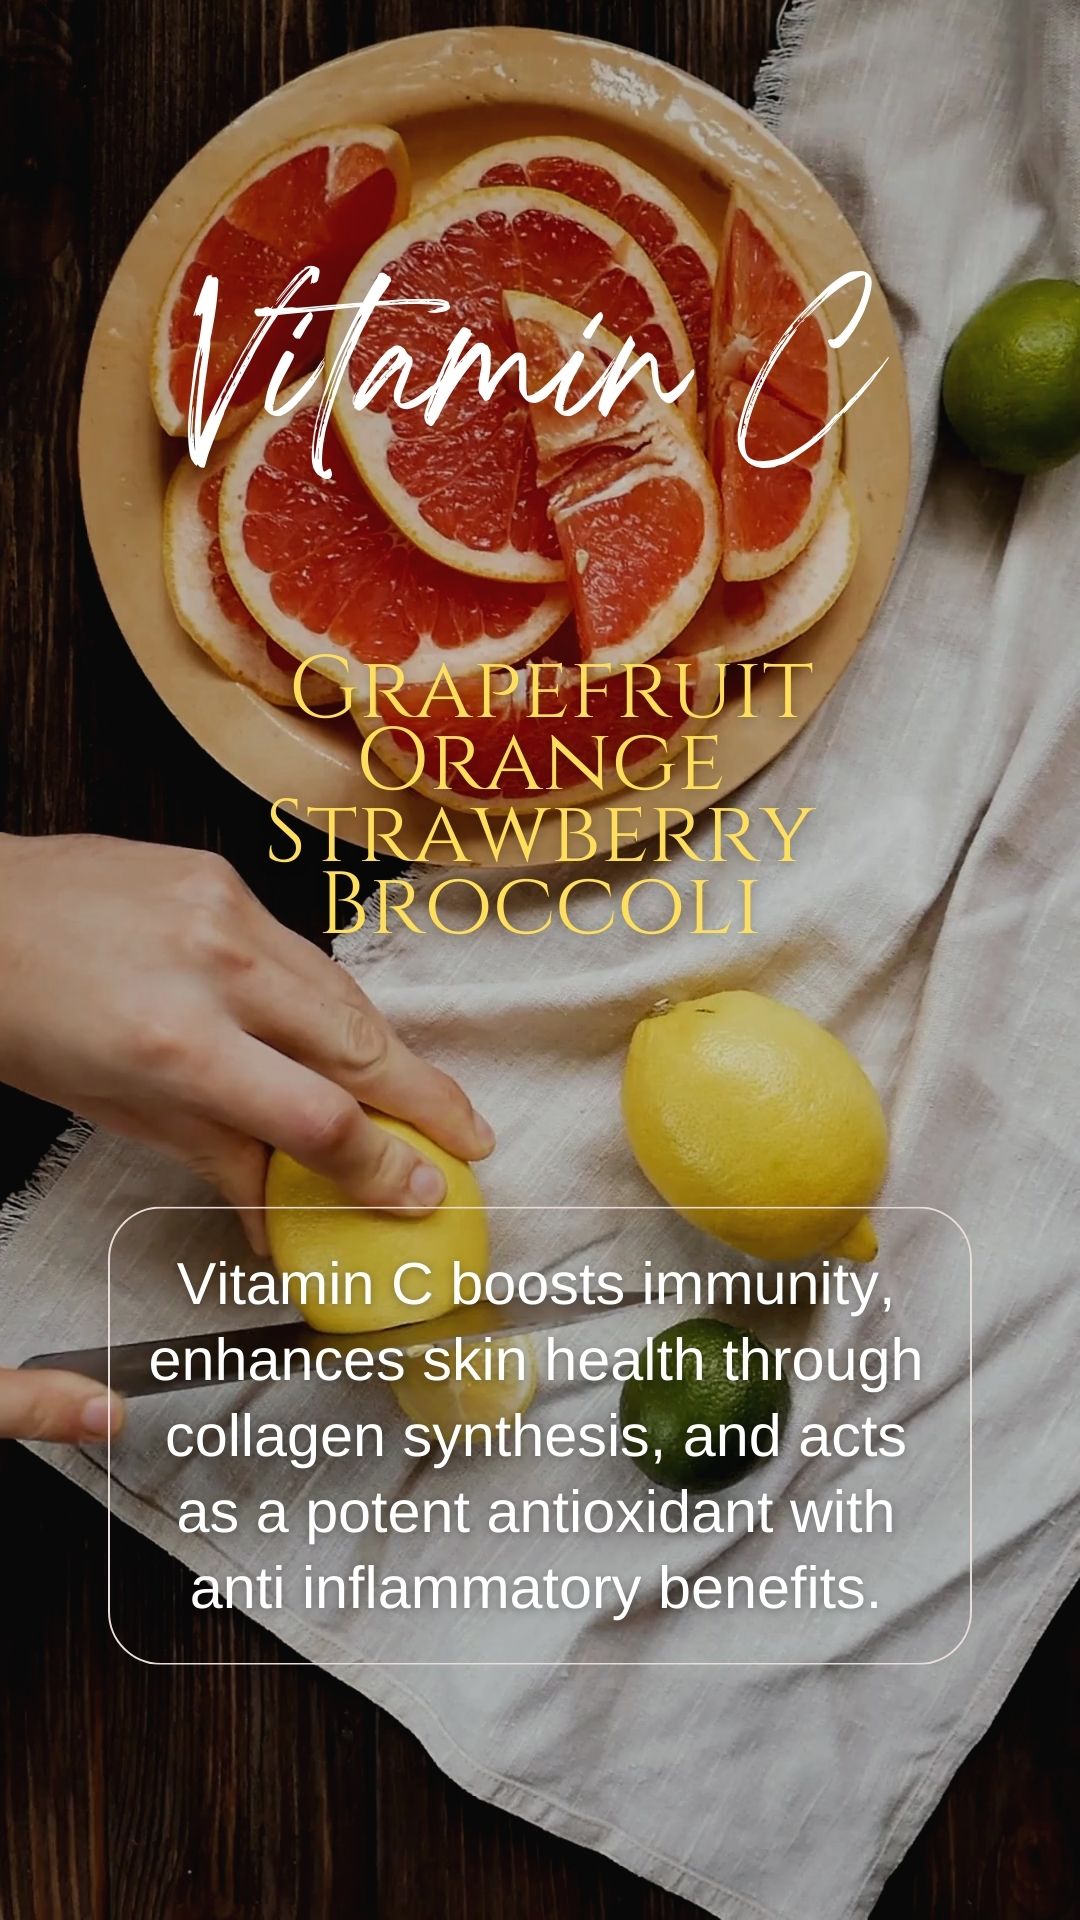 Vitamin C
Grapefruit
Orange
Strawberry
Broccoli
Vitamin C boosts immunity,
enhances skin health through
collagen synthesis, and acts
as a potent antioxidant with
anti inflammatory benefits.